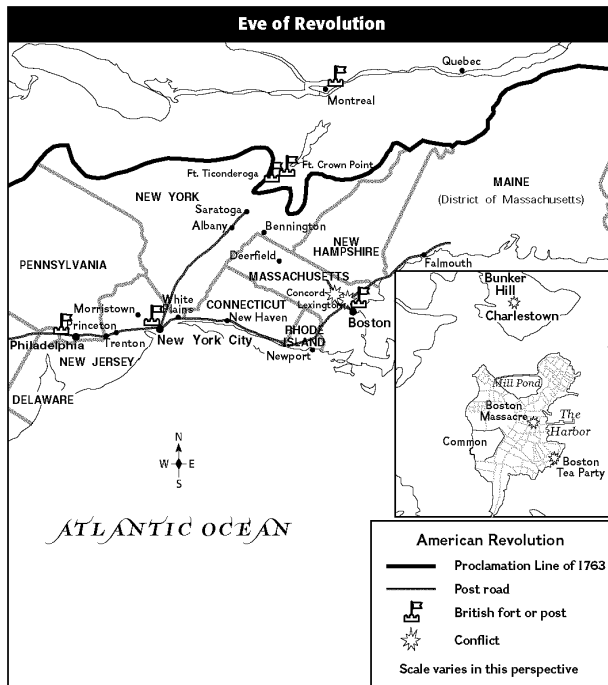 Eve of Revolution
Quebec
Montreal
Ft. Ticonderoga
Ft. Crown Point
MAINE
(District of Massachusetts)
NEW YORK
Saratoga
Albany
Bennington
NEW
HAMPSHIRE
Deerfield
PENNSYLVANIA
MASSACHUSETTS
Falmouth
Concord
Lexington
White
Plains
CONNECTICUT
Morristown
New Haven
Boston
Princeton
RHODE
ISLAND
New York City
Philadelphia
Trenton
Newport
NEW JERSEY
DELAWARE
Bunker
Hill
Charlestown
Mill Pond
Boston
Massacre
The
Harbor
Common
Boston
Tea Party
N
W E
S
ATLANTIC OCEAN
American Revolution
Proclamation Line of 1763
Post road
British fort or post
Conflict
Scale varies in this perspective